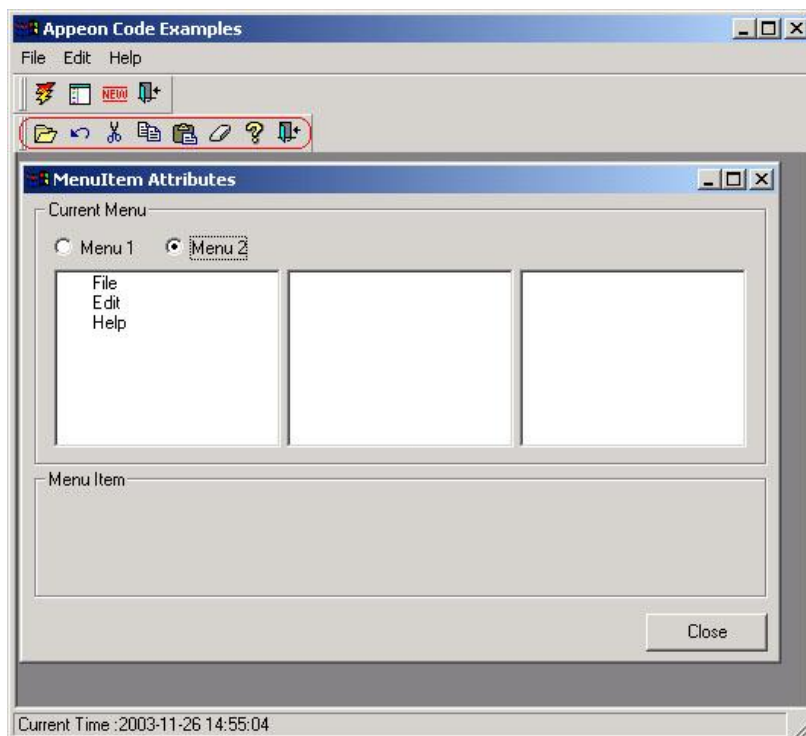 Appeon Code Examples
File Edit Help
NEW
MenuItem Attributes
Current Menu
Menu 1 Menu 2
File
Edit
Help
Menu Item
Close
Current Time :2003-11-26 14:55:04